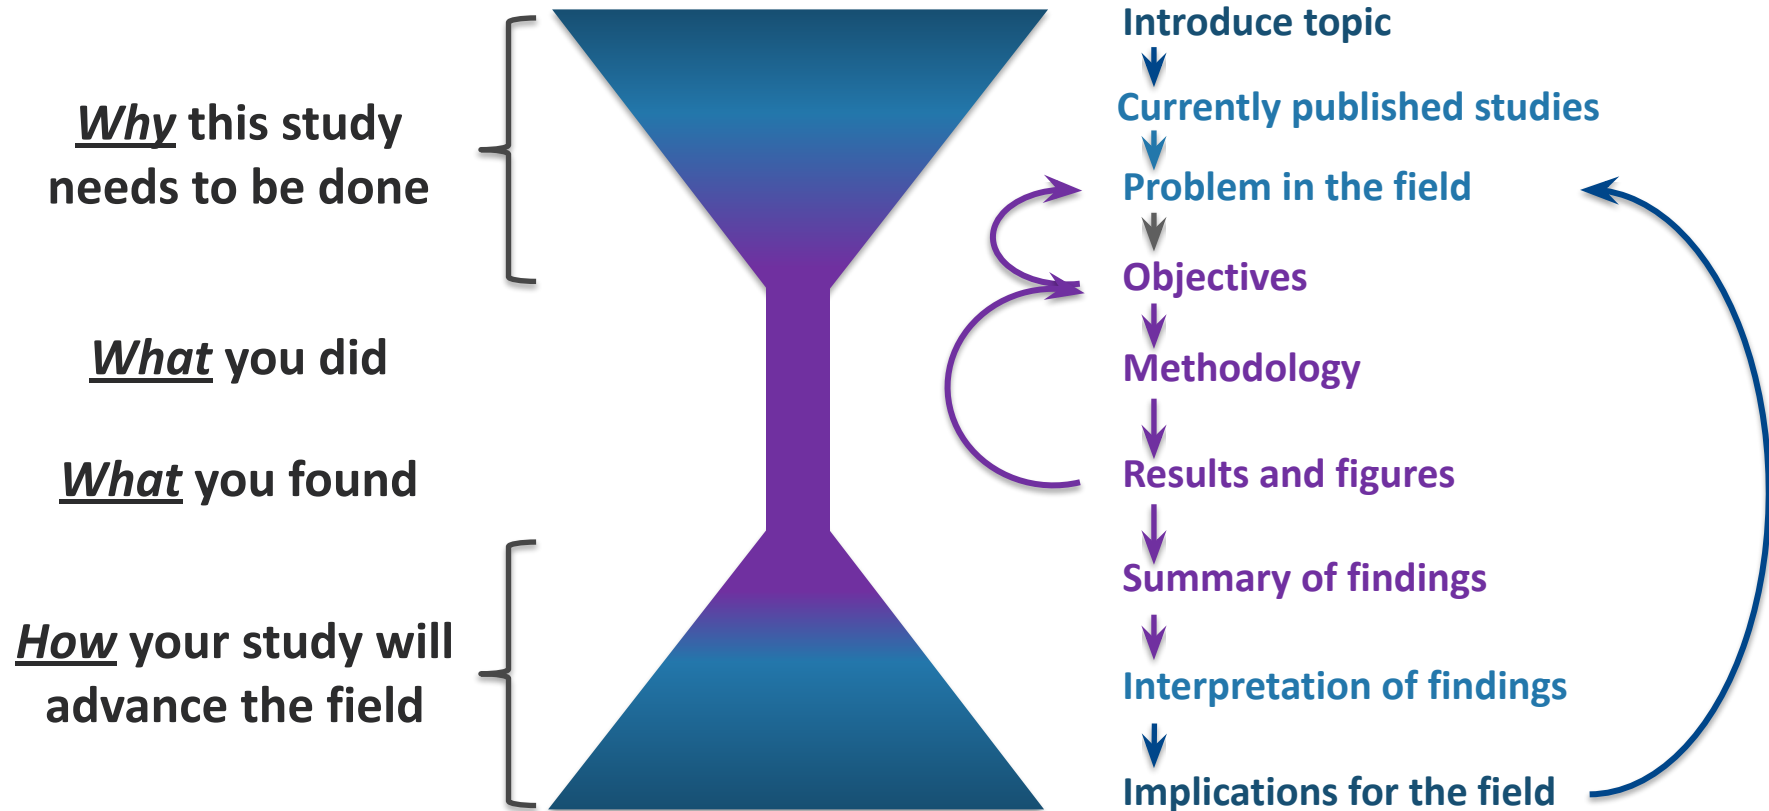 Why this study
needs to be done
What you did
What you found
How your study will
advance the field
Introduce topic
Currently published studies
Problem in the field
Objectives
Methodology
Results and figures
Summary of findings
Interpretation of findings
Implications for the field